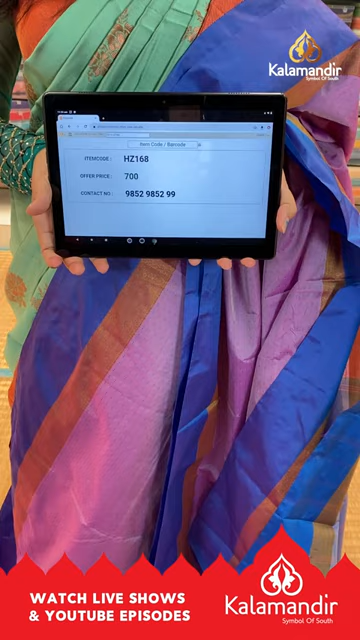 Kalamandir
Symbol Of South
Item Code / Barcode
ITEMCODE : HZ168
OFFER PRICE : 700
CONTACT NO : 9852 9852 99
WATCH LIVE SHOWS
& YOUTUBE EPISODES
Kalamandir
Symbol Of South